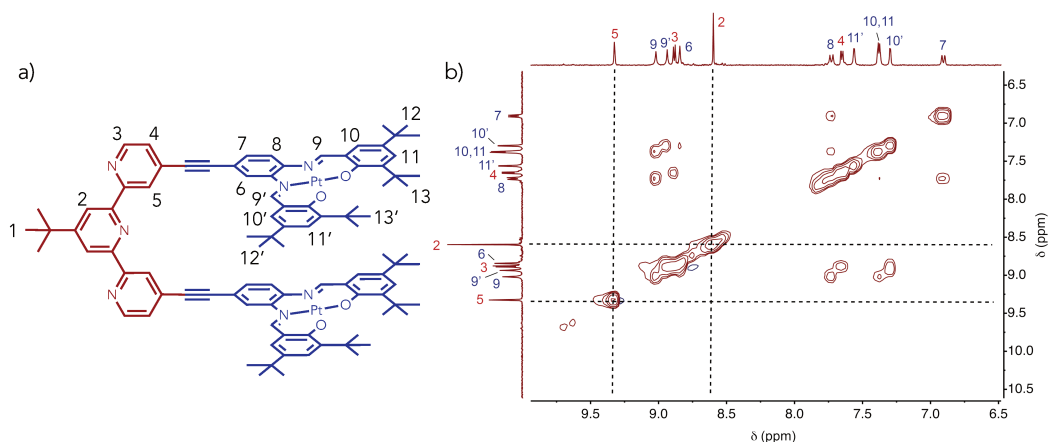 a)
3 4
7 8 9 10 12
11
13
N
N
N
Pt
O
O
2
5
6
9′
10′
11′
12′
13′
1
N
N
N
N
Pt
O
O
b)
5 9 9' 3 8 6 2 8 4 11' 10,11 10' 7
7
10'
10,11
11'
4
8
2
6
3
9' 9
5
6.5
7.0
7.5
8.0
8.5
9.0
9.5
10.0
10.5
δ (ppm)
9.5 9.0 8.5 8.0 7.5 7.0 6.5
δ (ppm)